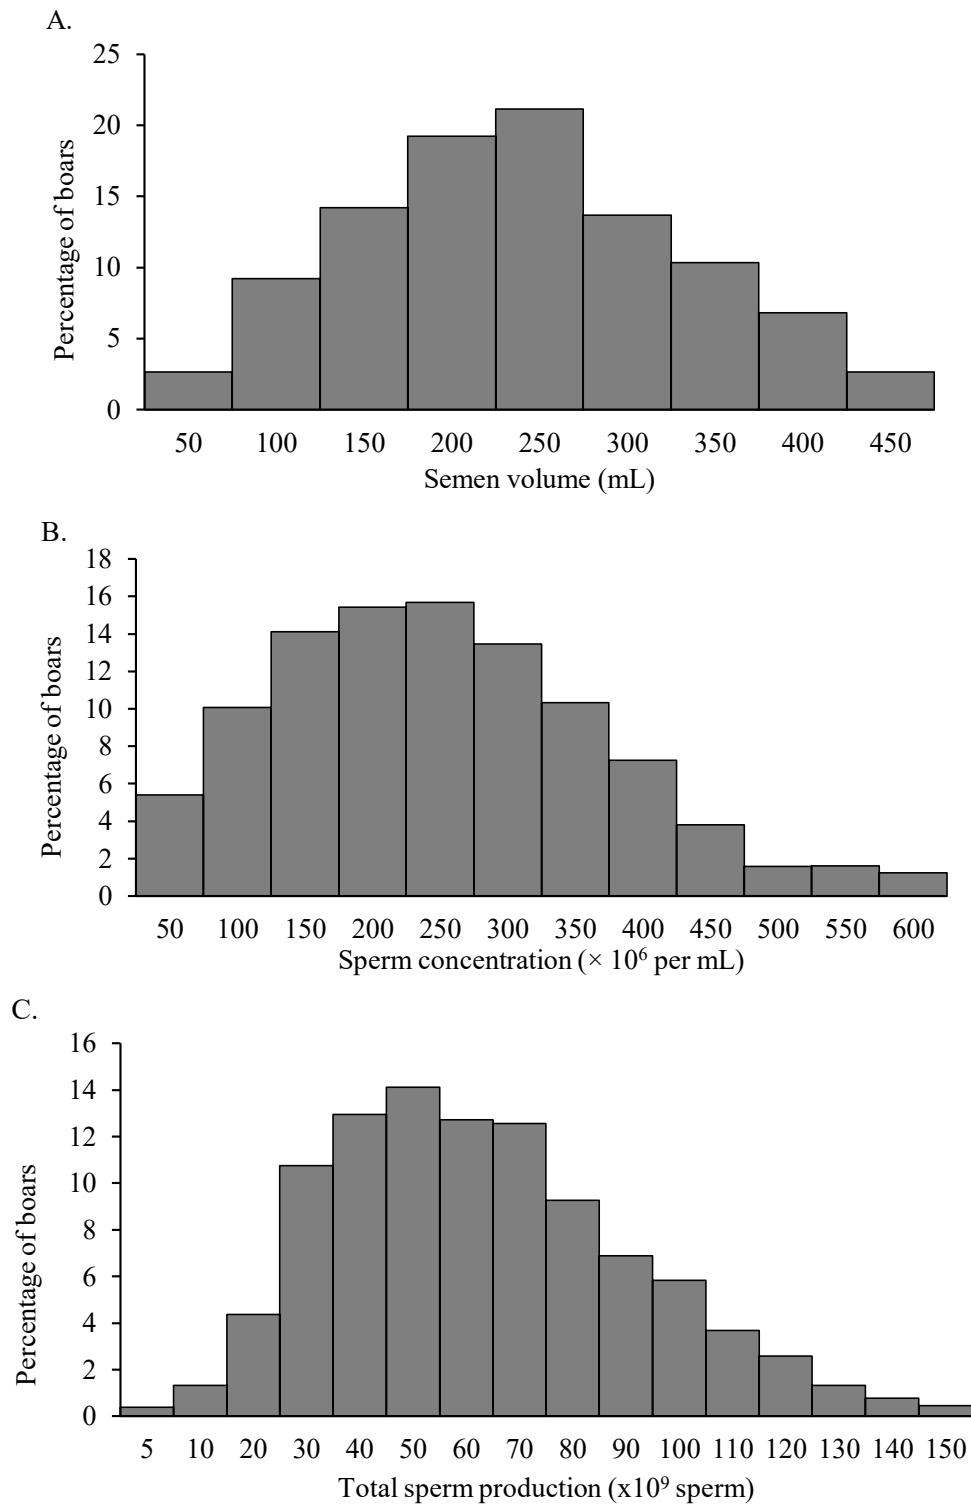 A.
25
20
15
10
5
0
Percentage of boars
50 100 150 200 250 300 350 400 450
Semen volume (mL)
B.
18
16
14
12
10
8
6
4
2
0
Percentage of boars
50 100 150 200 250 300 350 400 450 500 550 600
Sperm concentration (× 10⁶ per mL)
C.
16
14
12
10
8
6
4
2
0
Percentage of boars
5 10 20 30 40 50 60 70 80 90 100 110 120 130 140 150
Total sperm production (x10⁹ sperm)